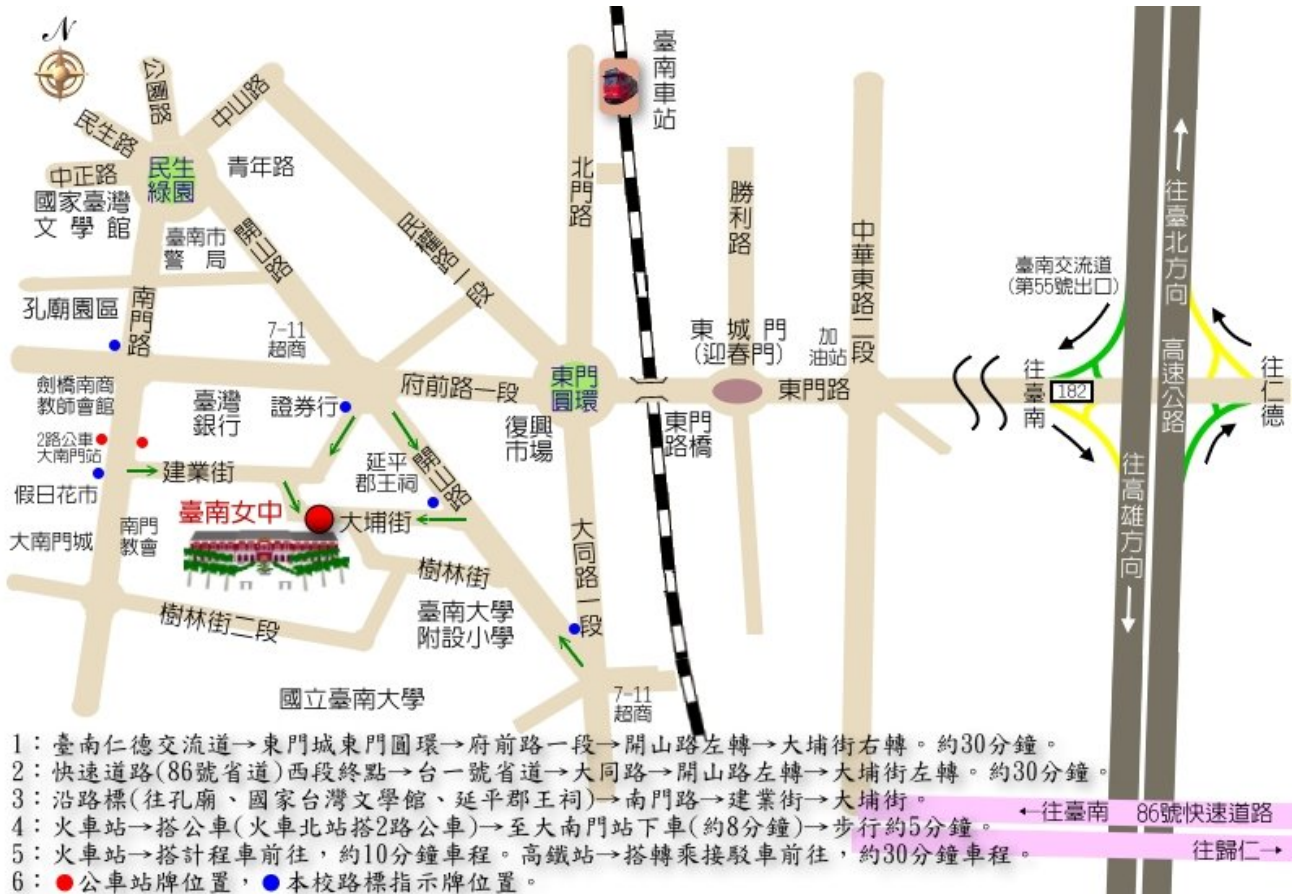 N
臺南車站
公園路
中山路
民生路
中正路
民生
綠園
青年路
北門路
勝利路
國家臺灣
文學館
臺南市
警局
開山路
民權路一段
中華東路二段
往臺北方向
臺南交流道
(第55號出口)
孔廟園區
南門路
7-11
超商
東城門
(迎春門)
加油站
高速公路
劍橋南商
教師會館
臺灣
銀行
證券行
府前路一段
東門
圓環
東門路
往臺南
182
往仁德
復興
市場
東門
路橋
2路公車
大南門站
建業街
延平
郡王祠
開山路
往高雄方向
假日花市
臺南女中
大埔街
大南門城
南門
教會
大同路一段
樹林街
樹林街二段
臺南大學
附設小學
國立臺南大學
7-11
超商
1：臺南仁德交流道→東門城東門圓環→府前路一段→開山路左轉→大埔街右轉。約30分鐘。
2：快速道路(86號省道)西段終點→台一號省道→大同路→開山路左轉→大埔街左轉。約30分鐘。
3：沿路標(往孔廟、國家台灣文學館、延平郡王祠)→南門路→建業街→大埔街。
←往臺南 86號快速道路
4：火車站→搭公車(火車北站搭2路公車)→至大南門站下車(約8分鐘)→步行約5分鐘。
5：火車站→搭計程車前往，約10分鐘車程。高鐵站→搭轉乘接駁車前往，約30分鐘車程。
往歸仁→
6：●公車站牌位置，●本校路標指示牌位置。